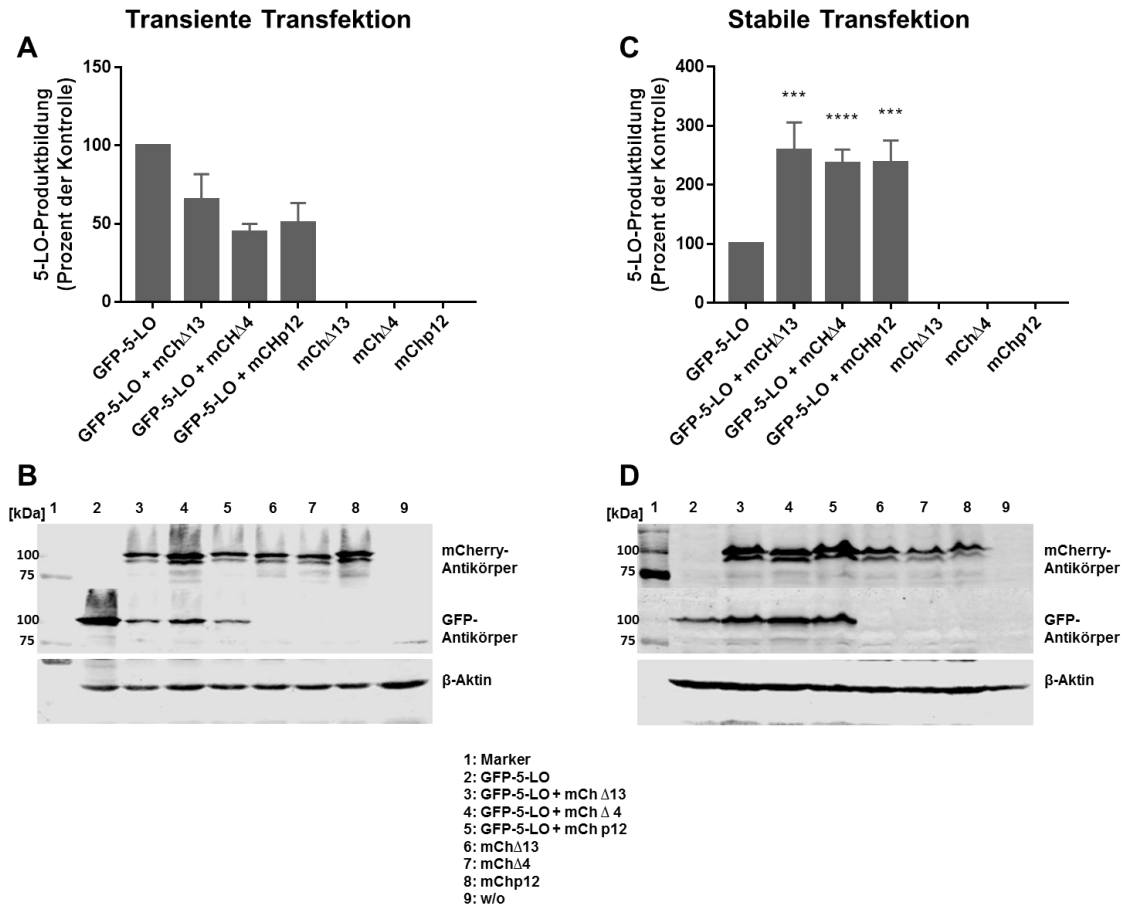 Transiente Transfektion
A
5-LO-Produktbildung
(Prozent der Kontrolle)
150
100
50
0
GFP-5-LO
GFP-5-LO + mChΔ13
GFP-5-LO + mCHΔ4
GFP-5-LO + mCHp12
mChΔ13
mChΔ4
mChp12
Stabile Transfektion
C
5-LO-Produktbildung
(Prozent der Kontrolle)
400
300
200
100
0
***
****
***
GFP-5-LO
GFP-5-LO + mCHΔ13
GFP-5-LO + mCHΔ4
GFP-5-LO + mCHp12
mChΔ13
mChΔ4
mChp12
B
[kDa] 1 2 3 4 5 6 7 8 9
100
75
mCherry-
Antikörper
100
75
GFP-
Antikörper
β-Aktin
D
[kDa] 1 2 3 4 5 6 7 8 9
100
75
mCherry-
Antikörper
100
75
GFP-
Antikörper
β-Aktin
1: Marker
2: GFP-5-LO
3: GFP-5-LO + mCh Δ13
4: GFP-5-LO + mCh Δ 4
5: GFP-5-LO + mCh p12
6: mChΔ13
7: mChΔ4
8: mChp12
9: w/o